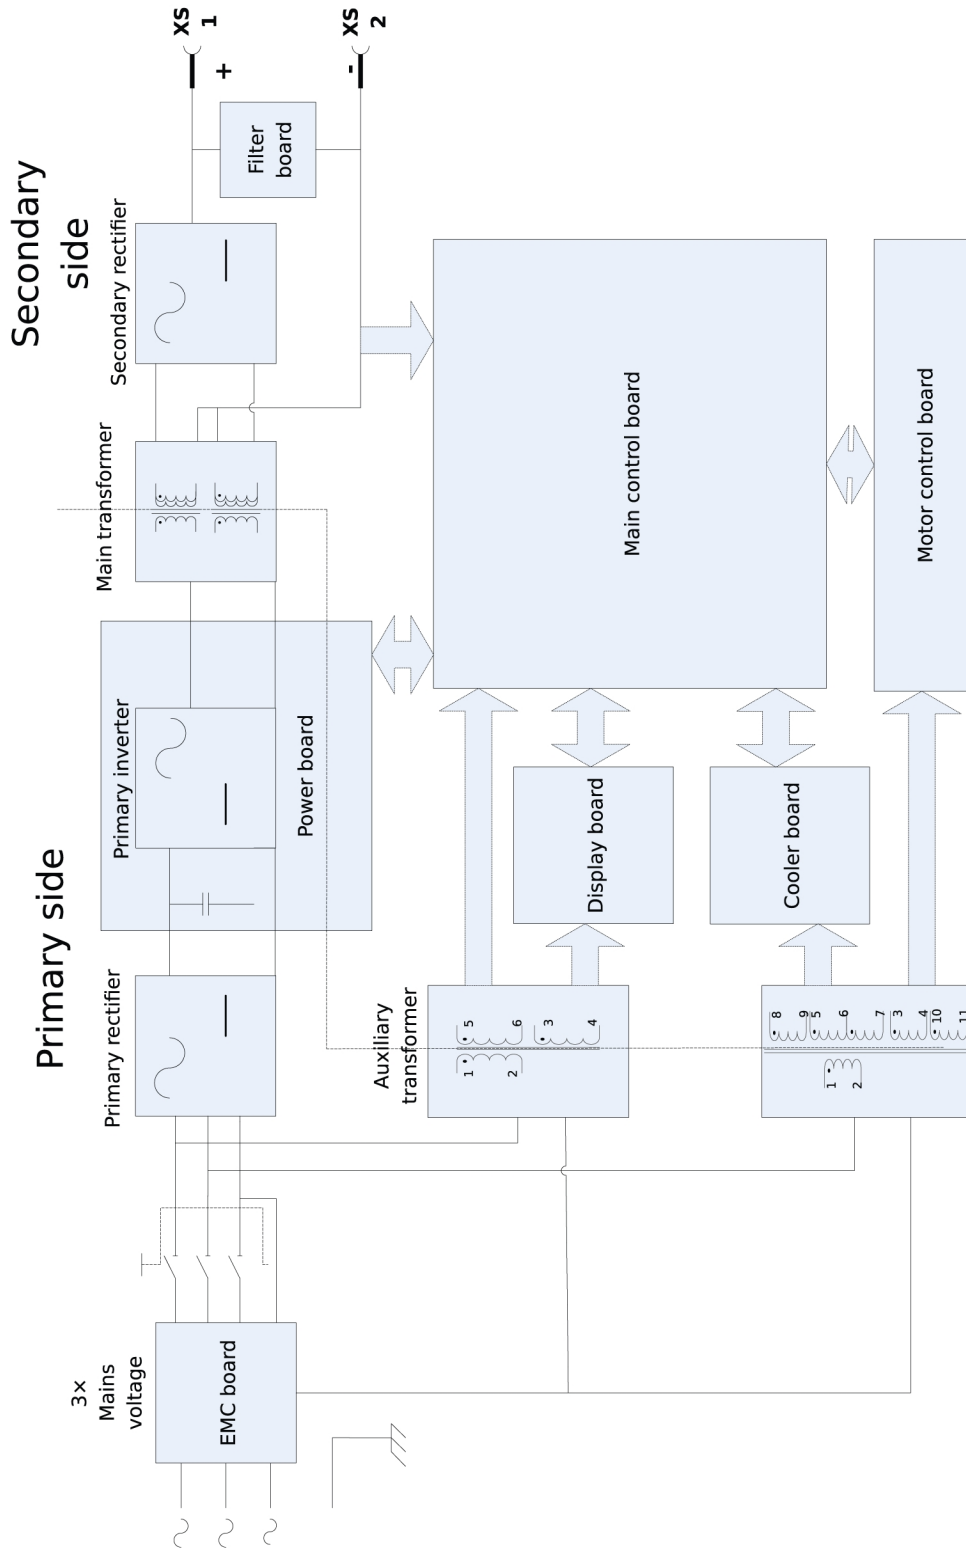 Primary side
Secondary
side
3×
Mains
voltage
EMC board
Primary rectifier
Primary inverter
Power board
Main transformer
Secondary rectifier
Filter
board
XS
1
+
XS
2
-
Auxiliary
transformer
1
2
5
6
3
4
Display board
Main control board
1
2
8
9
5
6
7
3
4
10
11
Cooler board
Motor control board